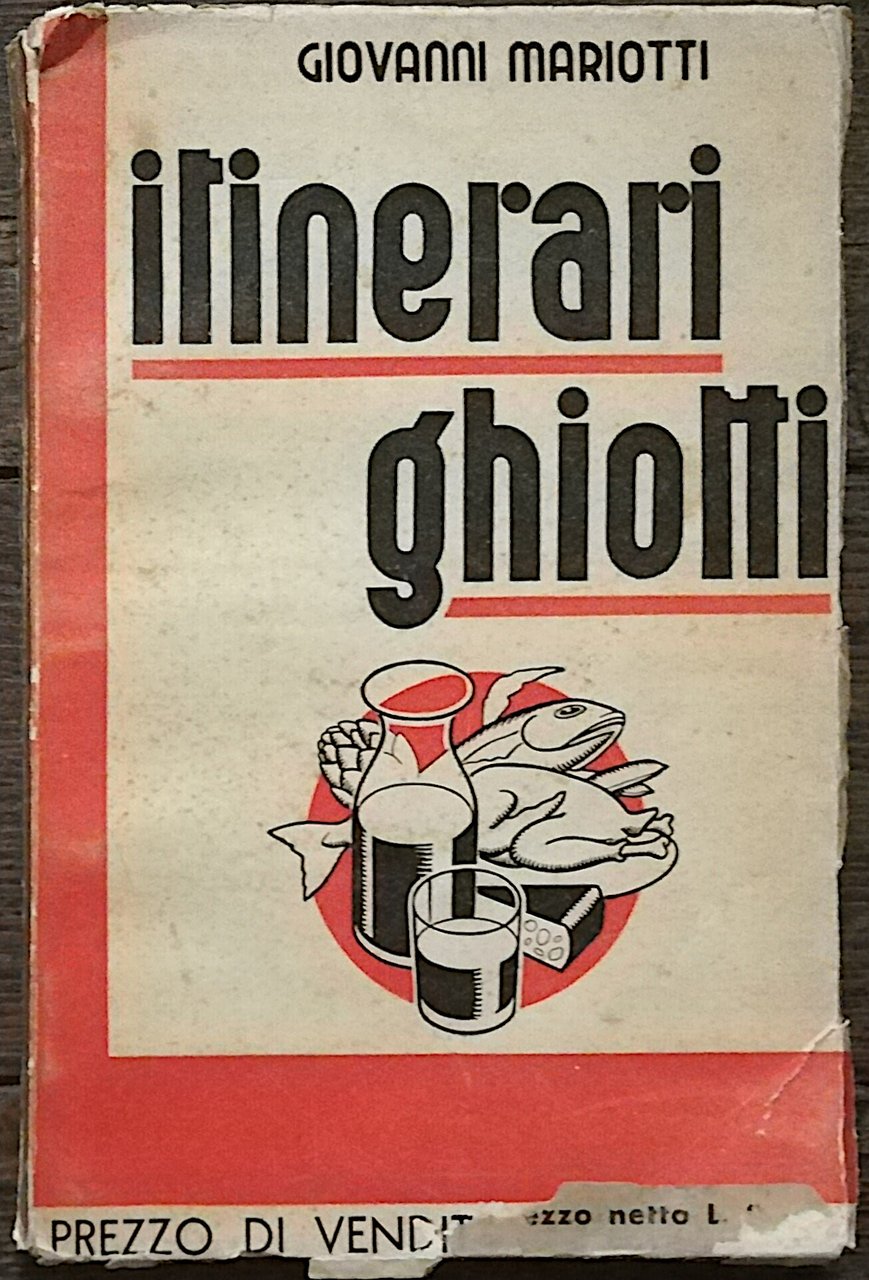 GIOVANNI MARIOTTI
itinerari
ghiotti
PREZZO DI VENDIT
ezzo netto L.